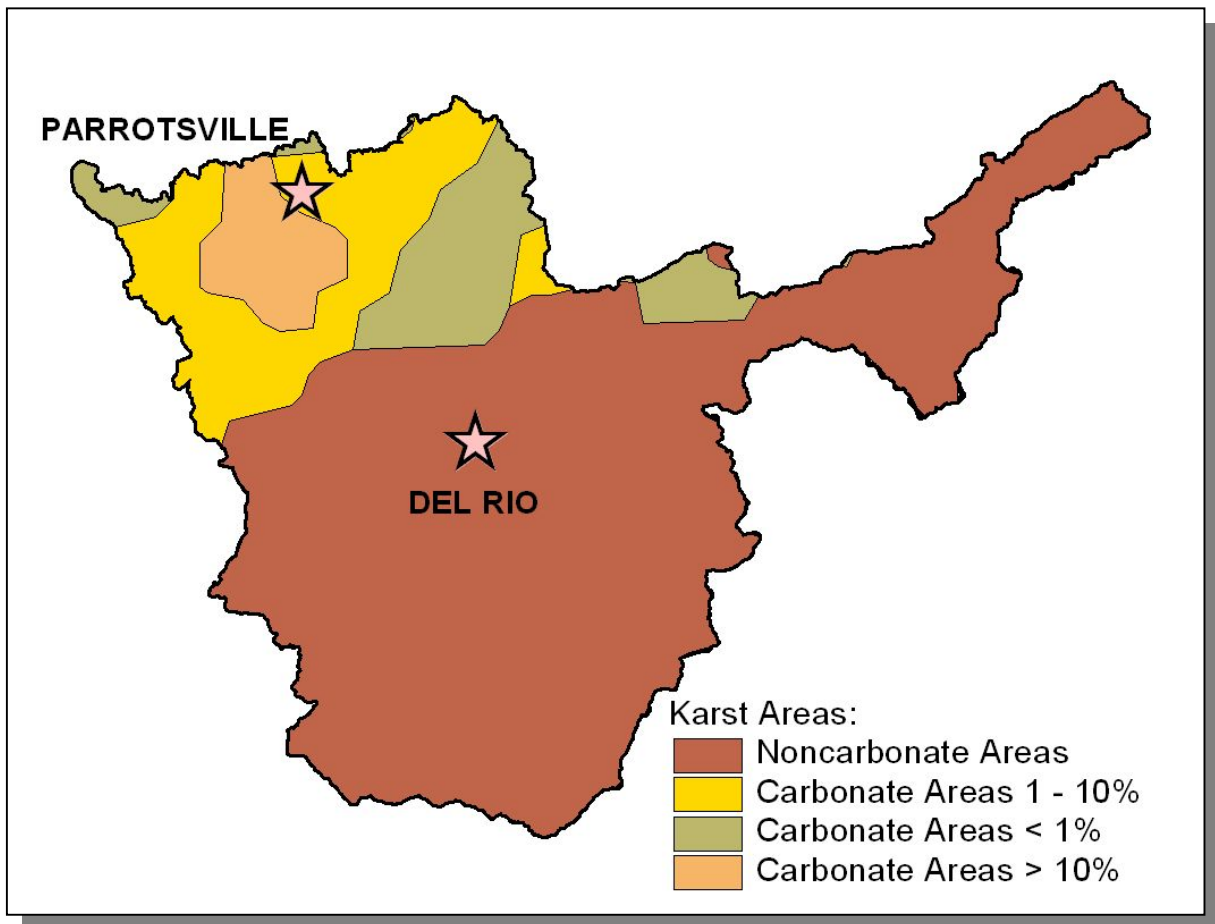 PARROTSVILLE
DEL RIO
Karst Areas:
Noncarbonate Areas
Carbonate Areas 1 - 10%
Carbonate Areas < 1%
Carbonate Areas > 10%